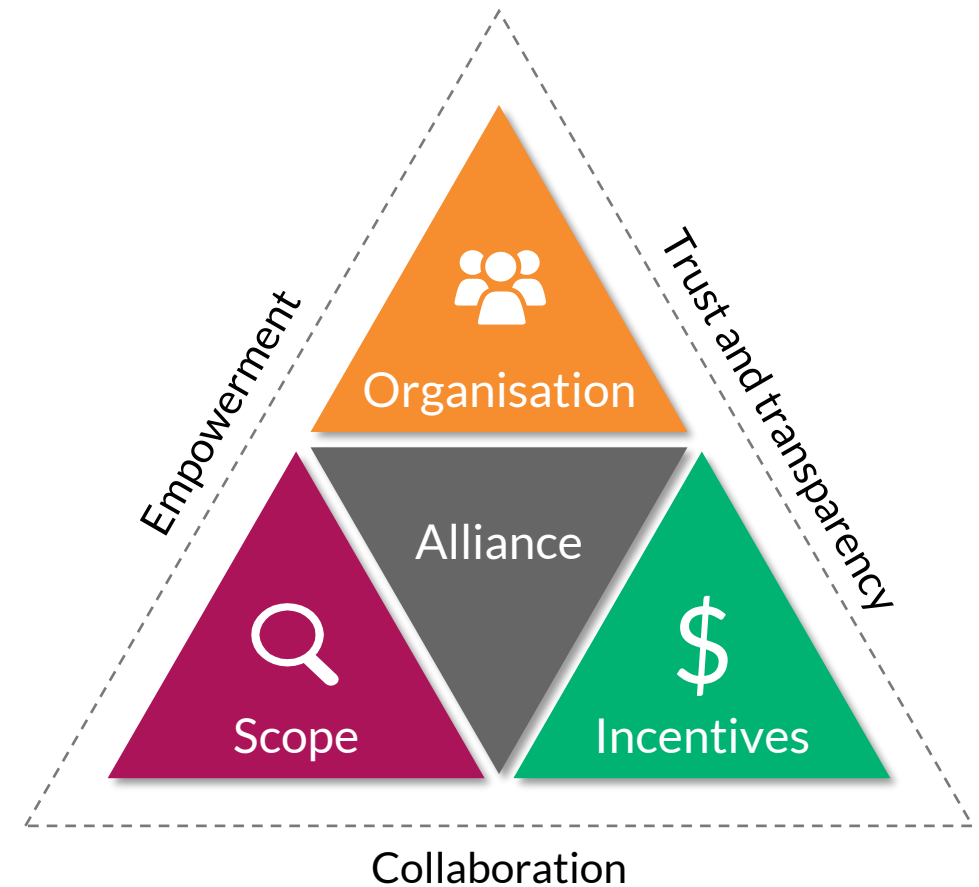 Trust and transparency
Empowerment
Organisation
Alliance
$
Scope
Incentives
Collaboration